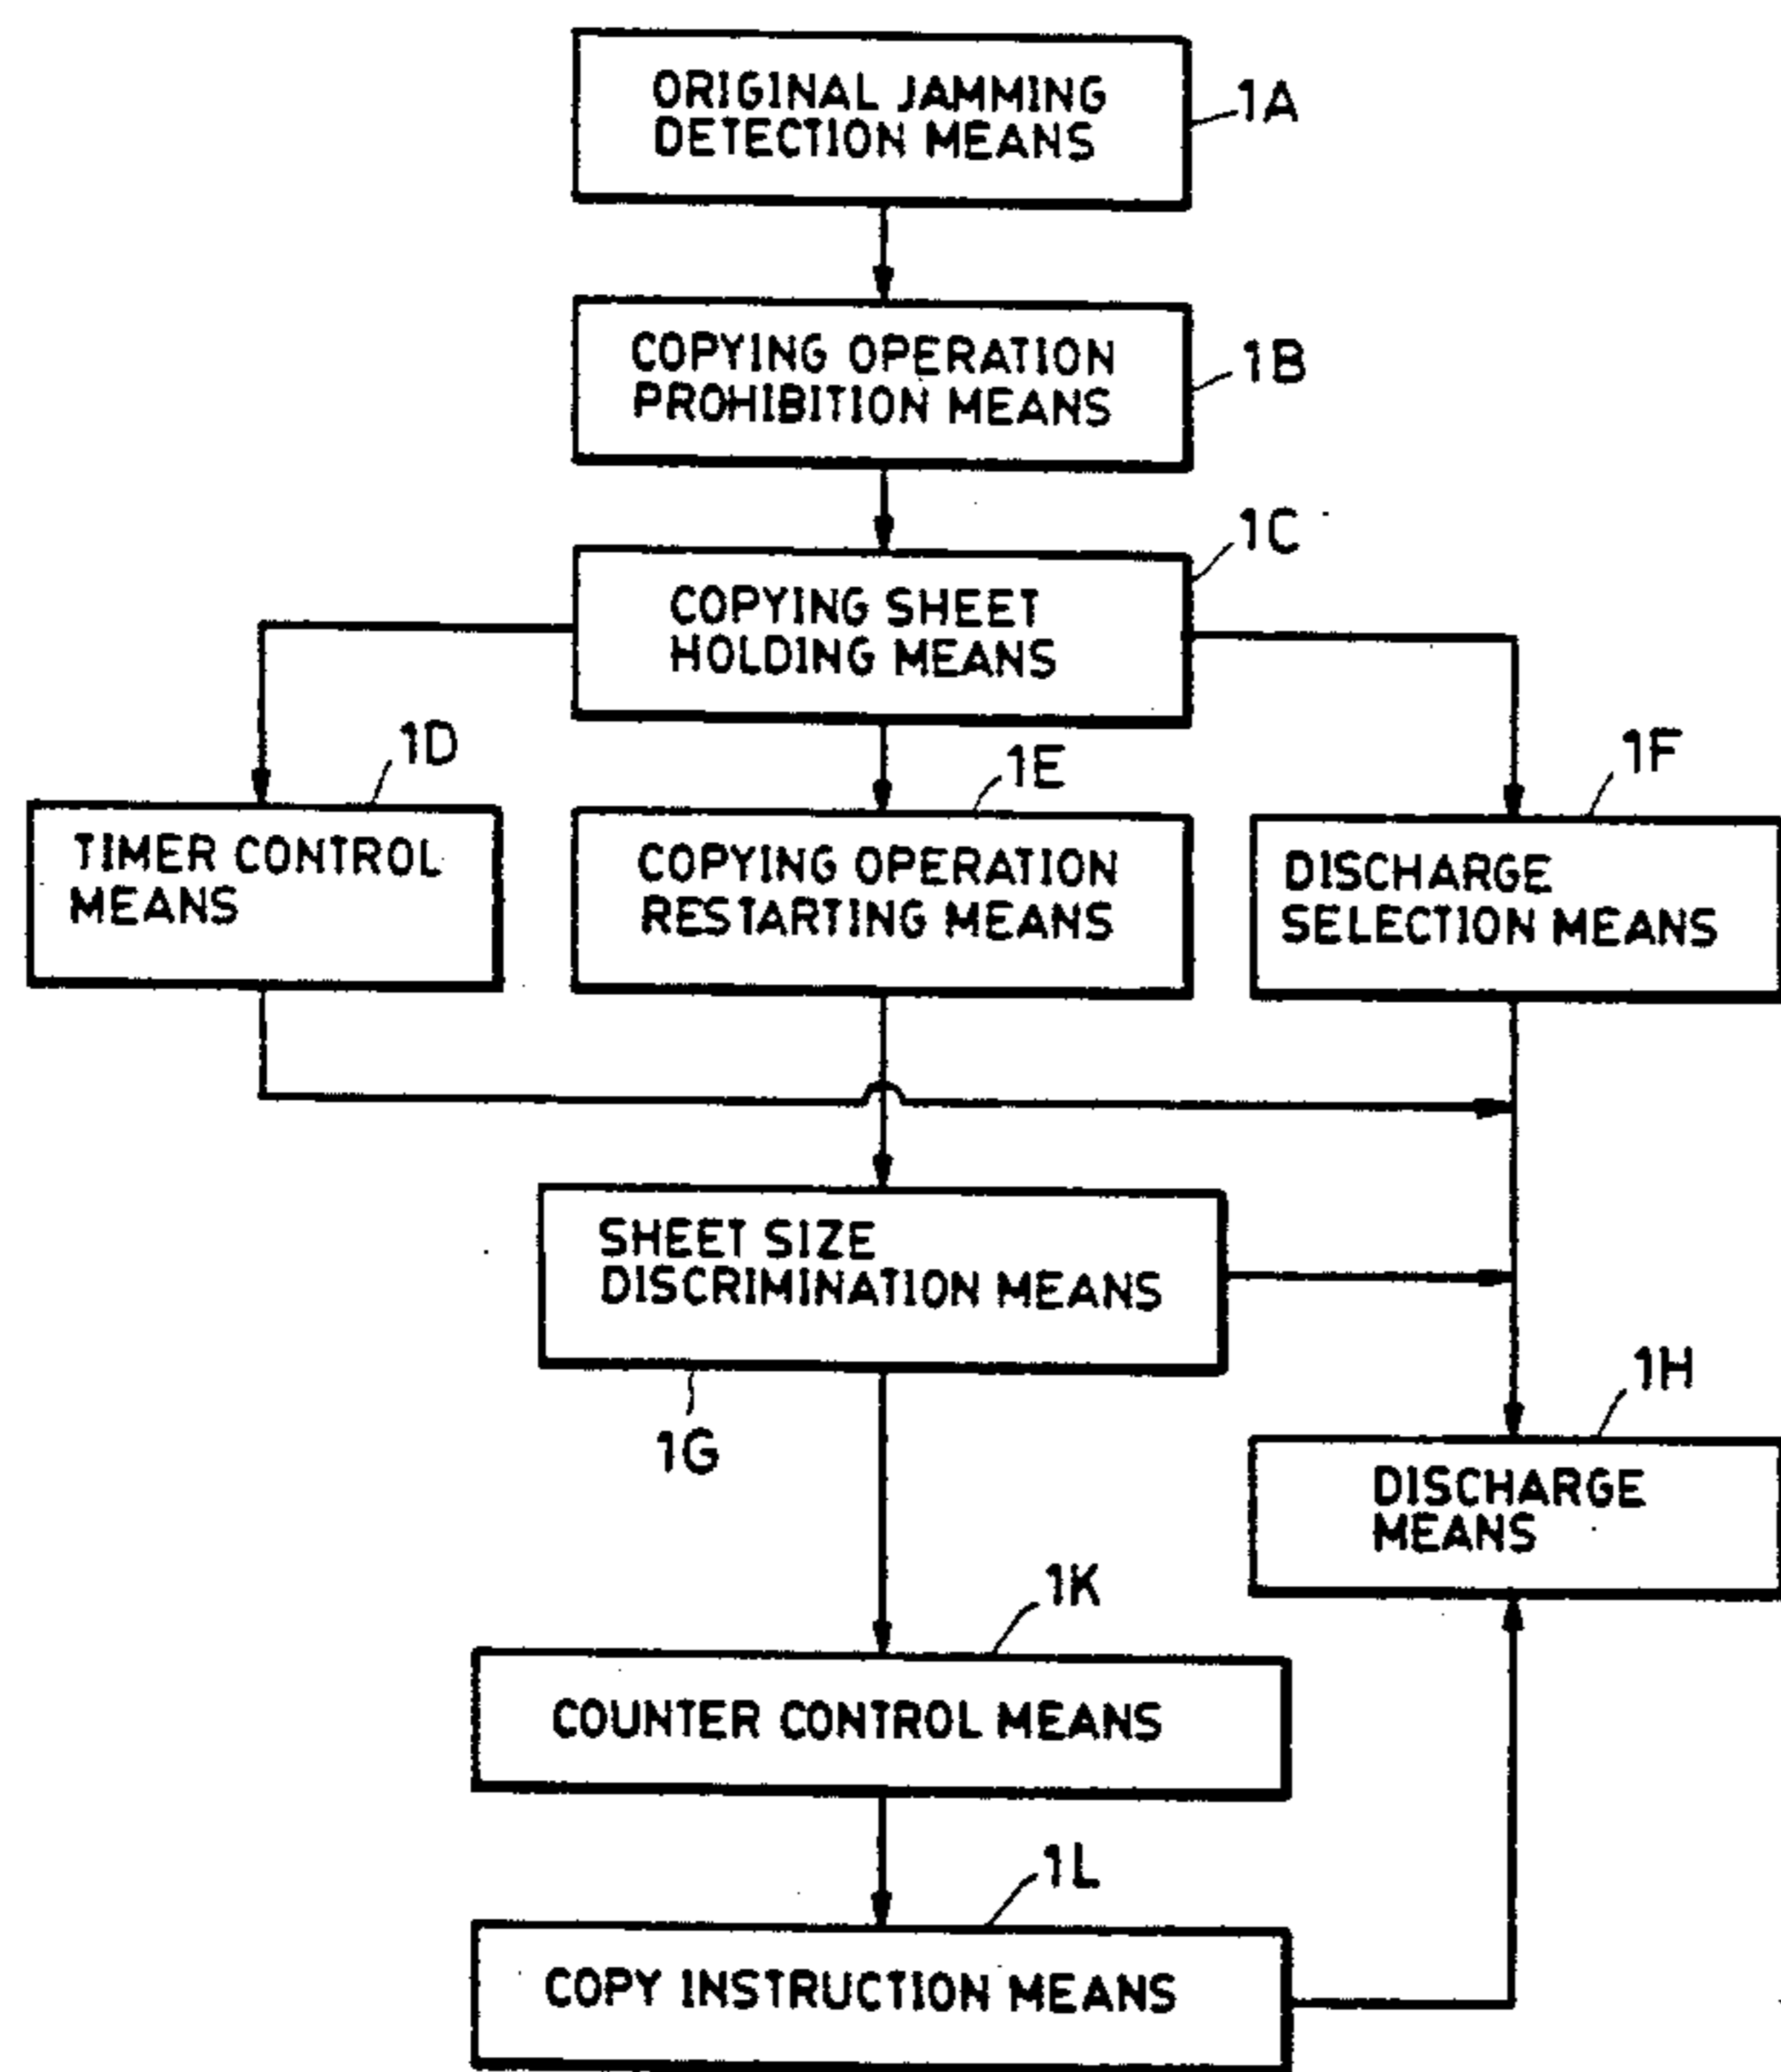 ORIGINAL JAMMING
DETECTION MEANS
1A
COPYING OPERATION
PROHIBITION MEANS
1B
1C
COPYING SHEET
HOLDING MEANS
1D
1E
1F
TIMER CONTROL
MEANS
COPYING OPERATION
RESTARTING MEANS
DISCHARGE
SELECTION MEANS
SHEET SIZE
DISCRIMINATION MEANS
1G
1H
DISCHARGE
MEANS
1K
COUNTER CONTROL MEANS
1L
COPY INSTRUCTION MEANS